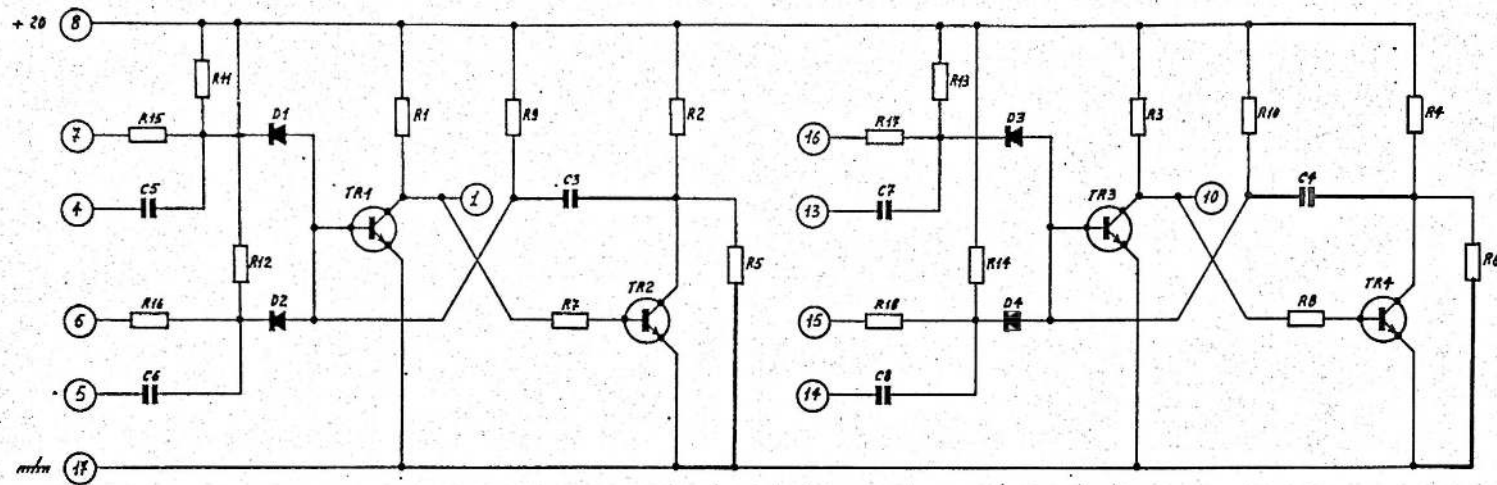 + 20 8
R11
R13
7 R15 D1 R1 R9 R2
16 R17 D3 R3 R10 R4
4 C5 TR1 1 C3
13 C7 TR3 10 C4
R12 R5
R14 R6
6 R16 D2 R7 TR2
15 R18 D4 R8 TR4
5 C6
14 C8
17